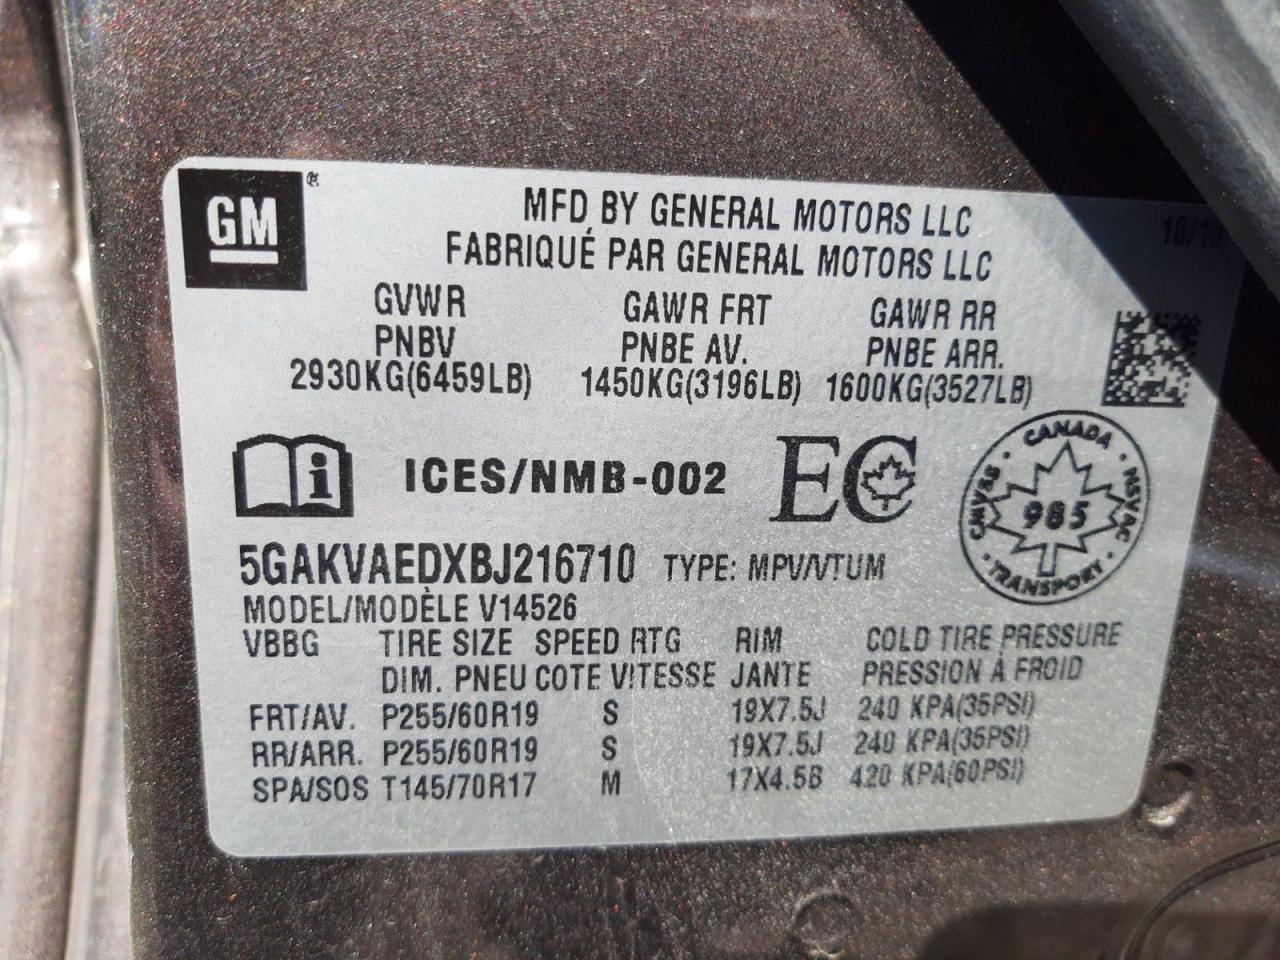 GM
®
MFD BY GENERAL MOTORS LLC
FABRIQUÉ PAR GENERAL MOTORS LLC
10/10
GVWR GAWR FRT GAWR RR
PNBV PNBE AV. PNBE ARR.
2930KG(6459LB) 1450KG(3196LB) 1600KG(3527LB)
i ICES/NMB-002 EC
CANADA
CMVSS · NSVAC
985
TRANSPORT
5GAKVAEDXBJ216710 TYPE: MPV/VTUM
MODEL/MODÈLE V14526
VBBG TIRE SIZE SPEED RTG RIM COLD TIRE PRESSURE
DIM. PNEU COTE VITESSE JANTE PRESSION À FROID
FRT/AV. P255/60R19 S 19X7.5J 240 KPA(35PSI)
RR/ARR. P255/60R19 S 19X7.5J 240 KPA(35PSI)
SPA/SOS T145/70R17 M 17X4.5B 420 KPA(60PSI)